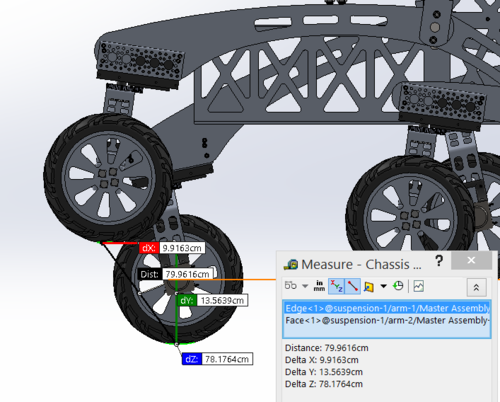 dX: 9.9163cm
Dist: 79.9616cm
dY: 13.5639cm
dZ: 78.1764cm
Measure - Chassis ... ? ×
in
mm
XYZ
Edge<1>@suspension-1/arm-1/Master Assembly
Face<1>@suspension-1/arm-2/Master Assembly-
Distance: 79.9616cm
Delta X: 9.9163cm
Delta Y: 13.5639cm
Delta Z: 78.1764cm